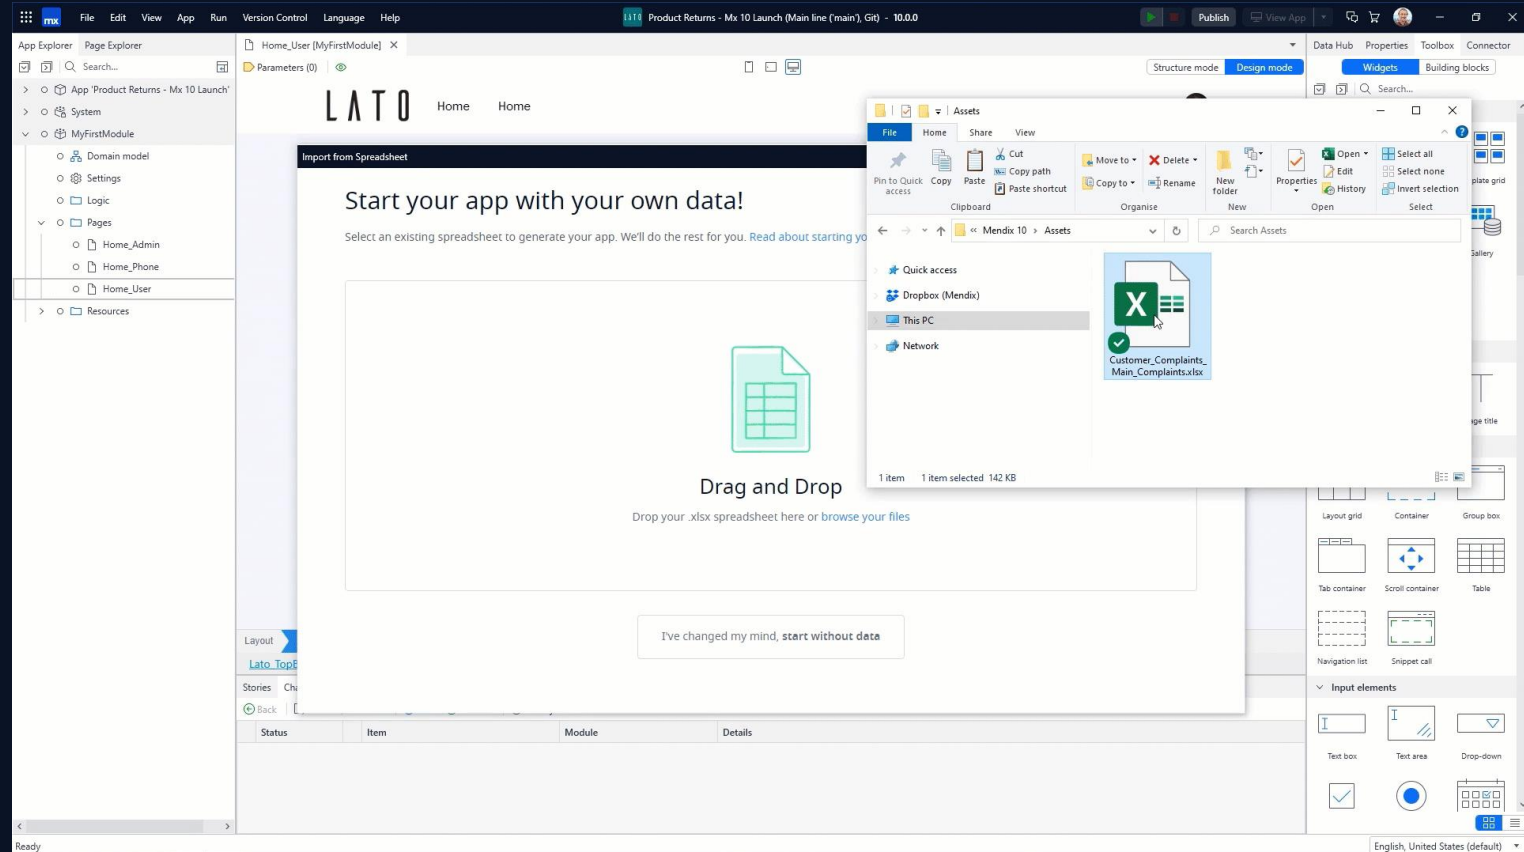 mx
File Edit View App Run Version Control Language Help
LATO Product Returns - Mx 10 Launch (Main line ('main'), Git) - 10.0.0
Publish View App
App Explorer Page Explorer
Search...
App 'Product Returns - Mx 10 Launch'
System
MyFirstModule
Domain model
Settings
Logic
Pages
Home_Admin
Home_Phone
Home_User
Resources
Home_User [MyFirstModule]
Parameters (0)
Structure mode Design mode
LATO Home Home
Import from Spreadsheet
Start your app with your own data!
Select an existing spreadsheet to generate your app. We'll do the rest for you. Read about starting yo
Drag and Drop
Drop your .xlsx spreadsheet here or browse your files
I've changed my mind, start without data
Layout
Lato_Top
Stories Cha
Back
Status Item Module Details
Assets
File Home Share View
Pin to Quick access
Copy
Paste
Cut
Copy path
Paste shortcut
Clipboard
Move to
Copy to
Delete
Rename
Organise
New folder
New
Properties
Open
Edit
History
Open
Select all
Select none
Invert selection
Select
« Mendix 10 > Assets
Search Assets
Quick access
Dropbox (Mendix)
This PC
Network
X
Customer_Complaints_
Main_Complaints.xlsx
1 item 1 item selected 142 KB
Data Hub Properties Toolbox Connector
Widgets Building blocks
Search...
plate grid
Gallery
ge title
Layout grid Container Group box
Tab container Scroll container Table
Navigation list Snippet call
Input elements
Text box Text area Drop-down
Ready
English, United States (default)